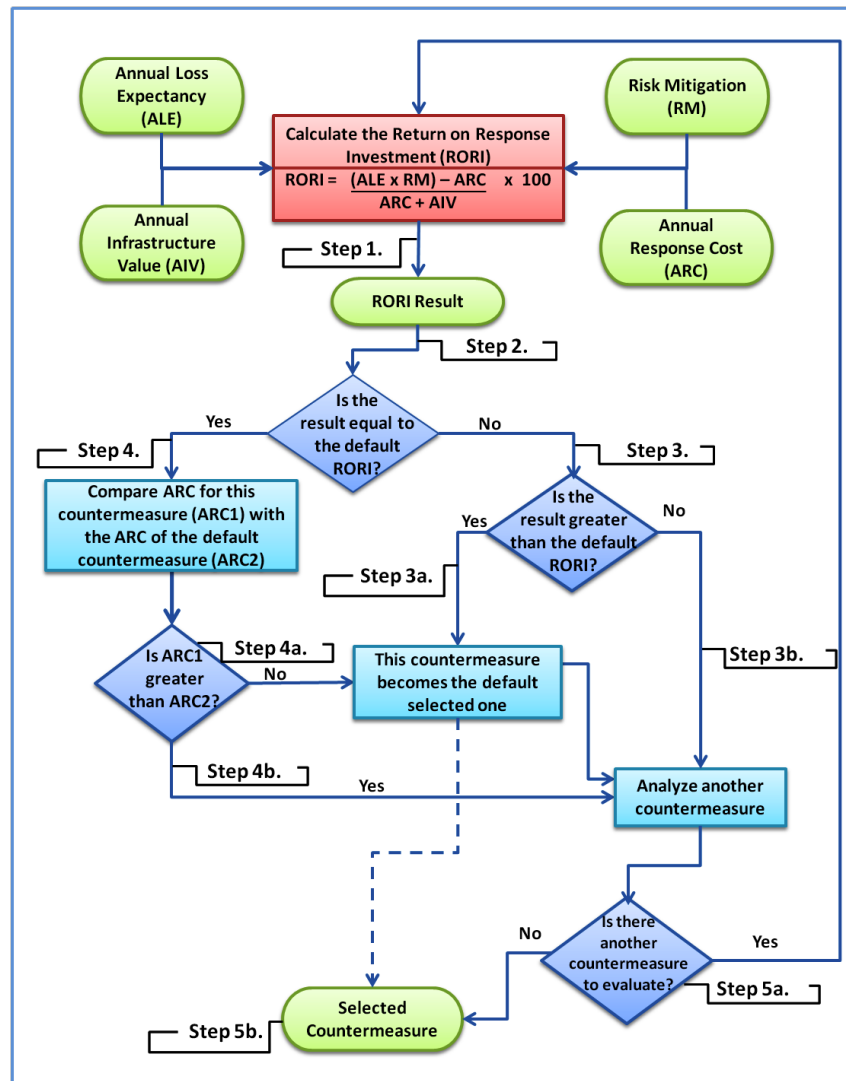 Annual Loss
Expectancy
(ALE)
Risk Mitigation
(RM)
Calculate the Return on Response
Investment (RORI)
RORI = (ALE x RM) – ARC x 100
ARC + AIV
Annual
Infrastructure
Value (AIV)
Annual
Response Cost
(ARC)
Step 1.
RORI Result
Step 2.
Is the
result equal to
the default
RORI?
Yes
No
Step 4.
Step 3.
Compare ARC for this
countermeasure (ARC1) with
the ARC of the default
countermeasure (ARC2)
Is the
result greater
than the default
RORI?
Yes
No
Step 3a.
Step 4a.
Is ARC1
greater
than ARC2?
No
This countermeasure
becomes the default
selected one
Step 3b.
Step 4b.
Yes
Analyze another
countermeasure
Is there
another
countermeasure
to evaluate?
No
Yes
Step 5a.
Selected
Countermeasure
Step 5b.